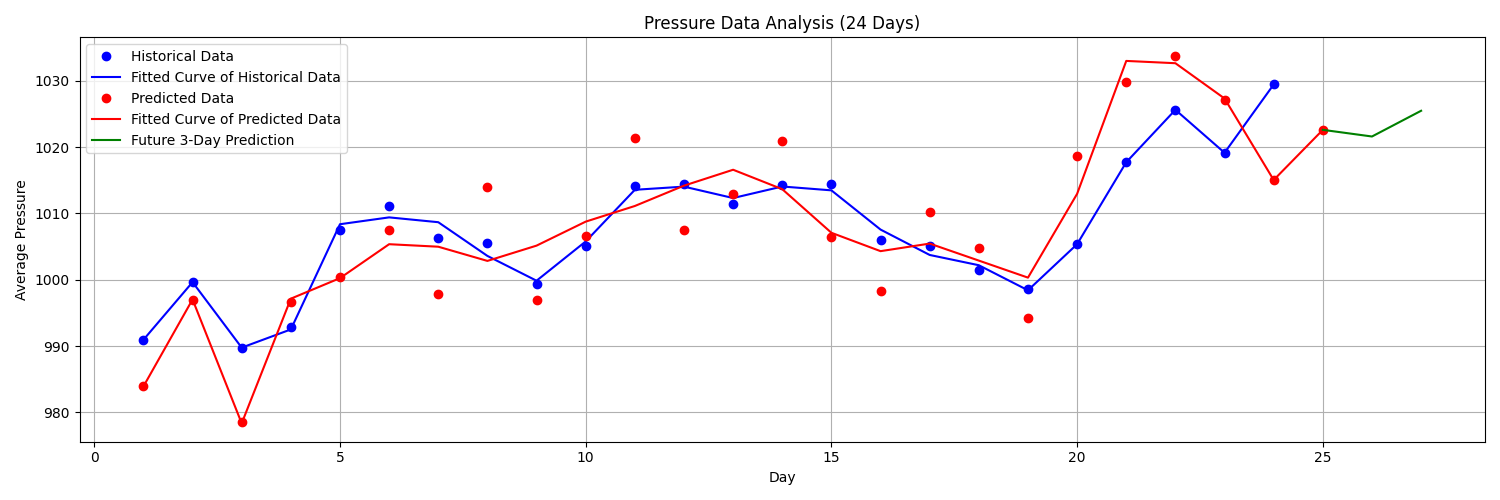 Pressure Data Analysis (24 Days)
Historical Data
Fitted Curve of Historical Data
Predicted Data
Fitted Curve of Predicted Data
Future 3-Day Prediction
Average Pressure
1030
1020
1010
1000
990
980
0 5 10 15 20 25
Day